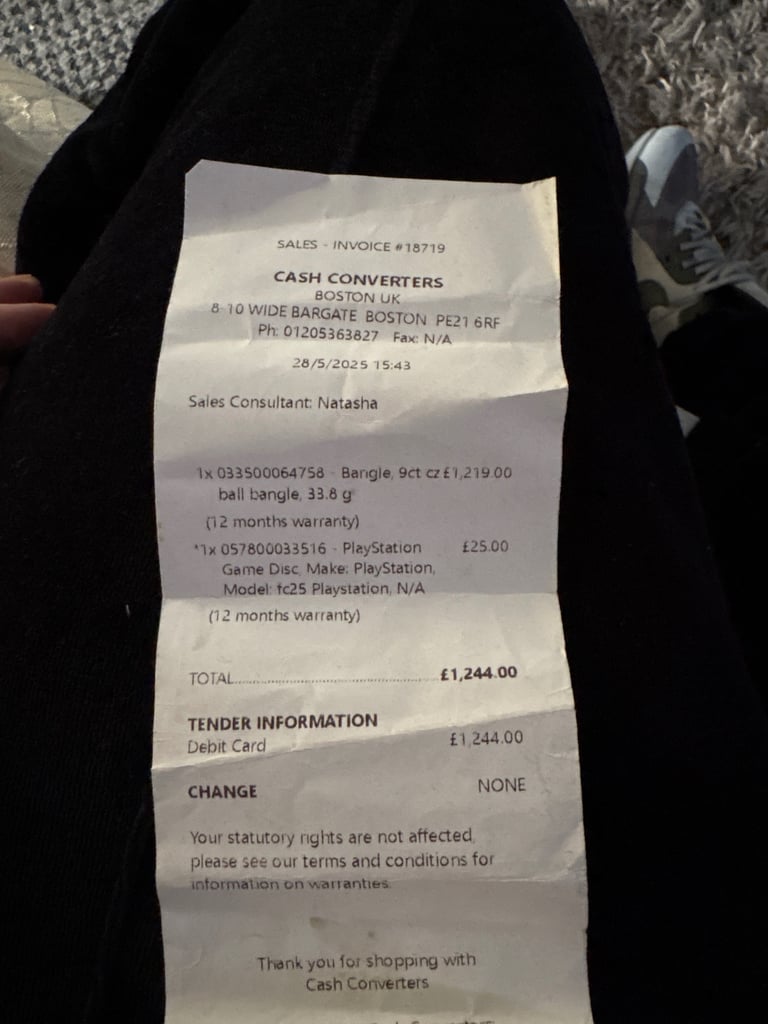 SALES - INVOICE #18719
CASH CONVERTERS
BOSTON UK
8-10 WIDE BARGATE BOSTON PE21 6RF
Ph: 01205363827 Fax: N/A
28/5/2025 15:43
Sales Consultant: Natasha
1x 033500064758 - Bangle, 9ct cz £1,219.00
ball bangle, 33.8 g
(12 months warranty)
*1x 057800033516 - PlayStation £25.00
Game Disc, Make: PlayStation,
Model: fc25 Playstation, N/A
(12 months warranty)
TOTAL.......................................£1,244.00
TENDER INFORMATION
Debit Card £1,244.00
CHANGE NONE
Your statutory rights are not affected,
please see our terms and conditions for
information on warranties.
Thank you for shopping with
Cash Converters